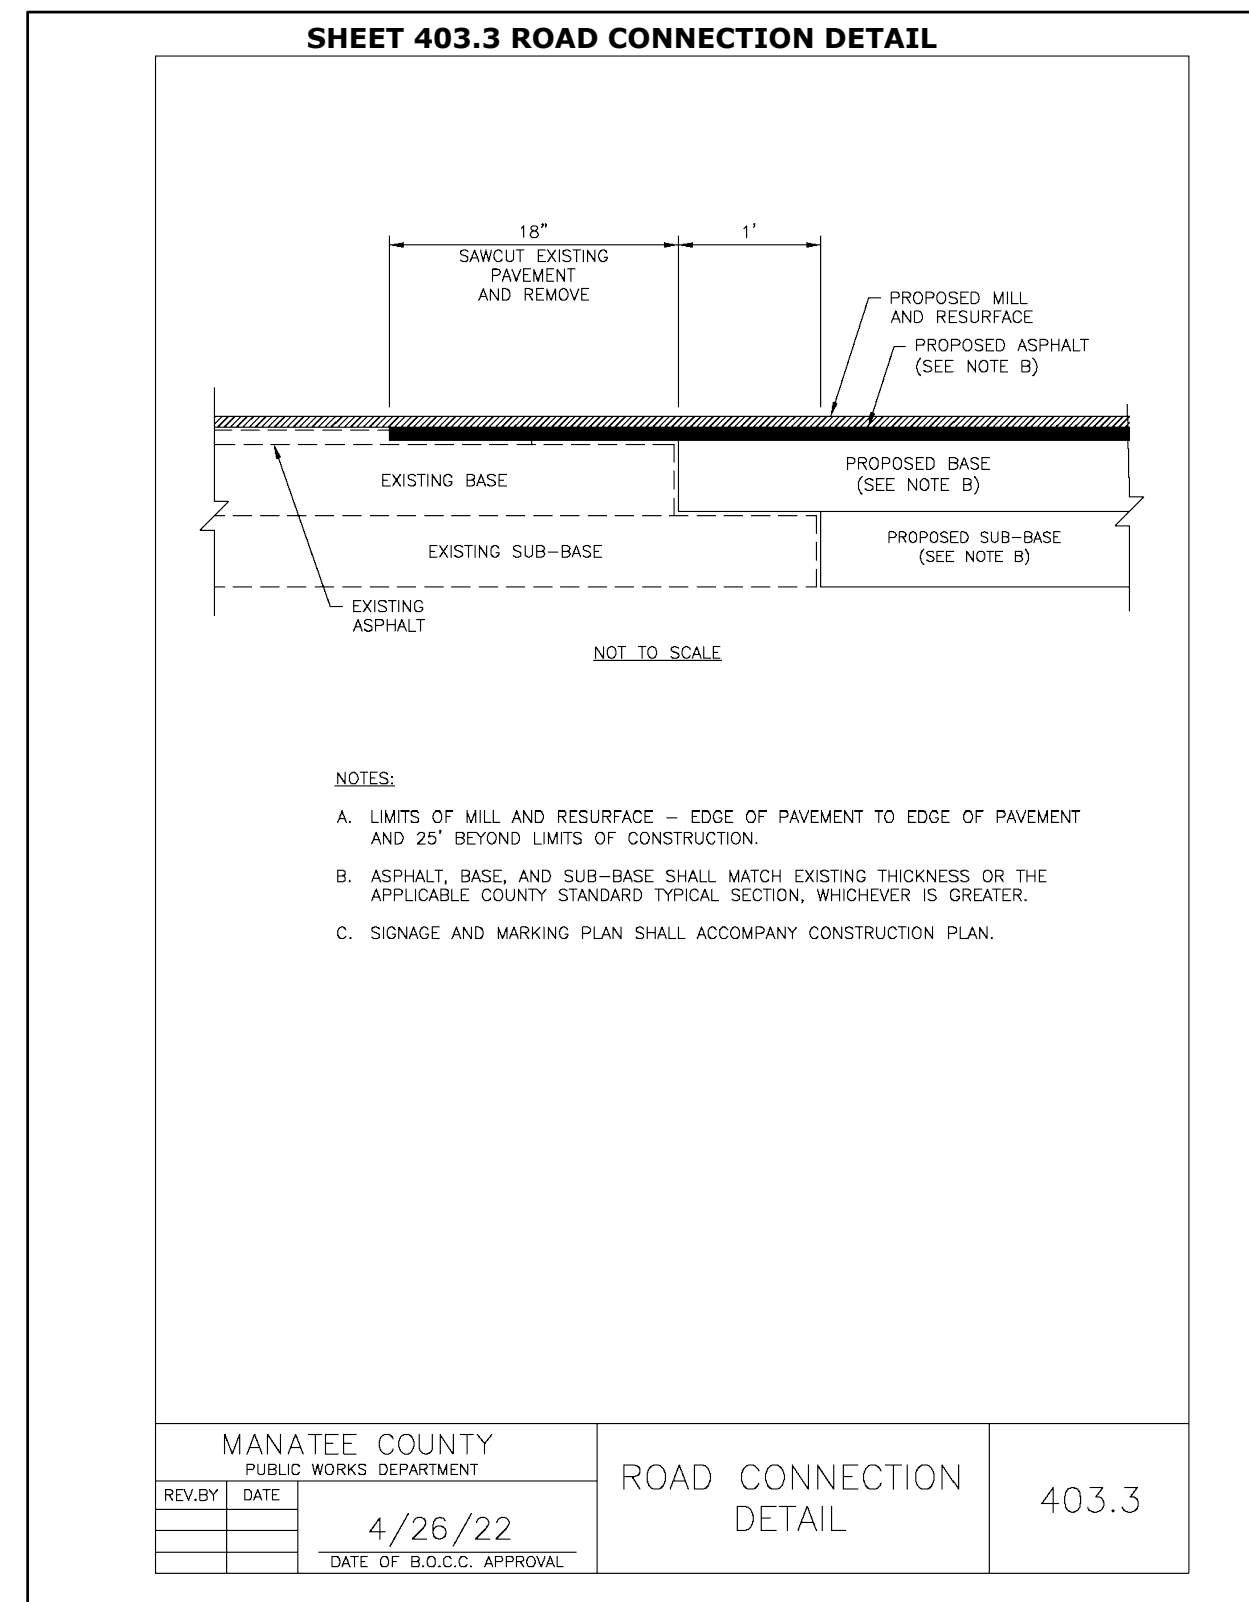 SHEET 403.3 ROAD CONNECTION DETAIL
18"
1'
SAWCUT EXISTING
PAVEMENT
AND REMOVE
PROPOSED MILL
AND RESURFACE
PROPOSED ASPHALT
(SEE NOTE B)
EXISTING BASE
PROPOSED BASE
(SEE NOTE B)
EXISTING SUB-BASE
PROPOSED SUB-BASE
(SEE NOTE B)
EXISTING
ASPHALT
NOT TO SCALE
NOTES:
A. LIMITS OF MILL AND RESURFACE – EDGE OF PAVEMENT TO EDGE OF PAVEMENT
AND 25' BEYOND LIMITS OF CONSTRUCTION.
B. ASPHALT, BASE, AND SUB-BASE SHALL MATCH EXISTING THICKNESS OR THE
APPLICABLE COUNTY STANDARD TYPICAL SECTION, WHICHEVER IS GREATER.
C. SIGNAGE AND MARKING PLAN SHALL ACCOMPANY CONSTRUCTION PLAN.
MANATEE COUNTY
PUBLIC WORKS DEPARTMENT
REV.BY DATE
4/26/22
DATE OF B.O.C.C. APPROVAL
ROAD CONNECTION
DETAIL
403.3